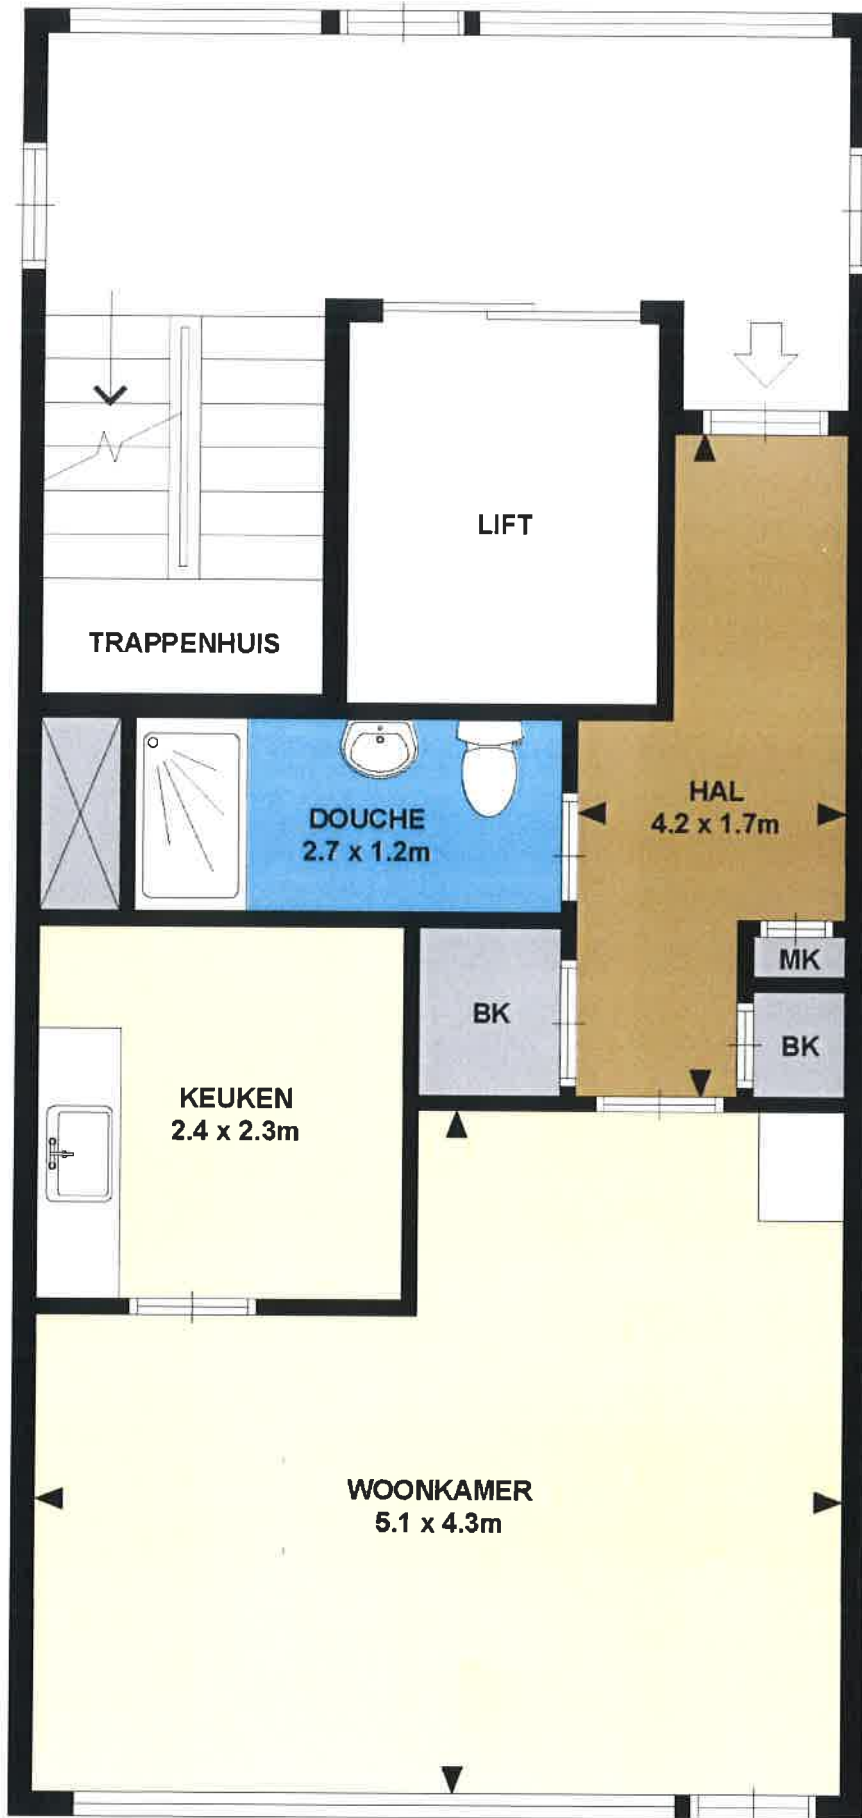 LIFT
TRAPPENHUIS
HAL
4.2 x 1.7m
DOUCHE
2.7 x 1.2m
MK
BK
BK
KEUKEN
2.4 x 2.3m
WOONKAMER
5.1 x 4.3m